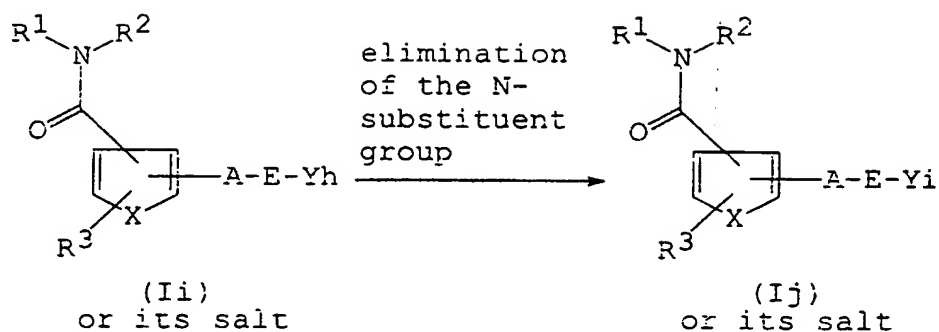 R1 R2
N
O
A-E-Yh
X
R3
(Ii)
or its salt
elimination
of the N-
substituent
group
R1 R2
N
O
A-E-Yi
X
R3
(Ij)
or its salt